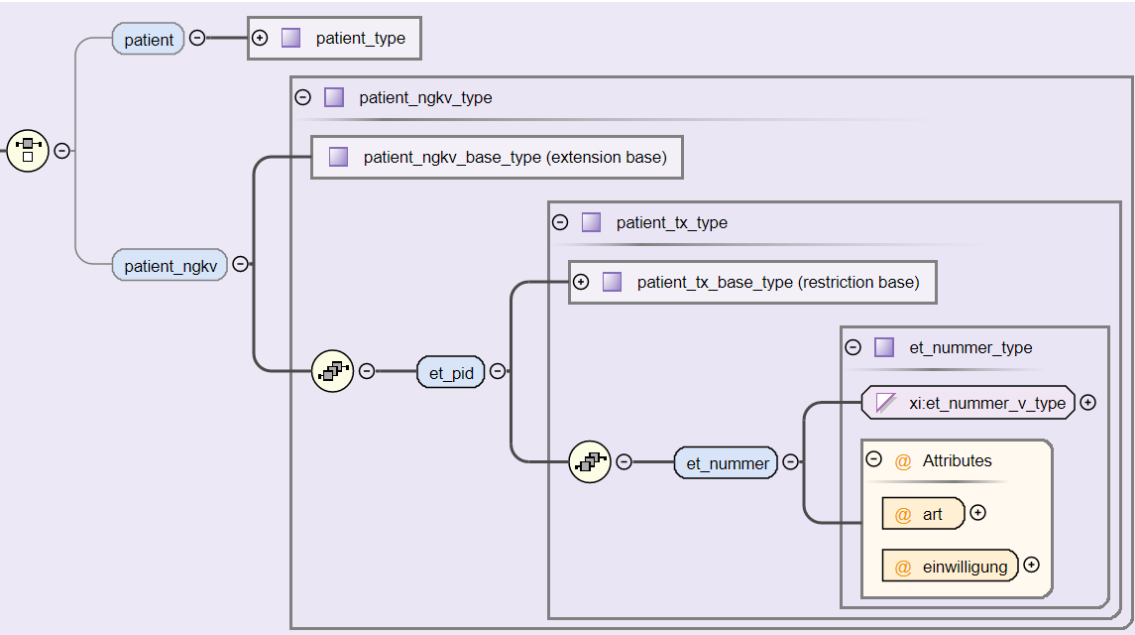 patient
patient_type
patient_ngkv_type
patient_ngkv_base_type (extension base)
patient_ngkv
patient_tx_type
patient_tx_base_type (restriction base)
et_pid
et_nummer_type
xi:et_nummer_v_type
et_nummer
@ Attributes
@ art
@ einwilligung